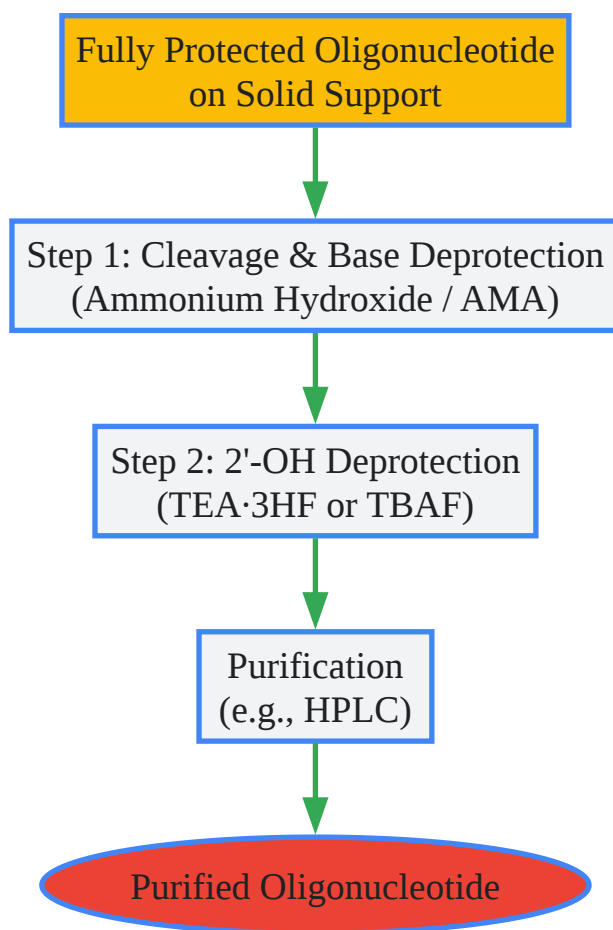 Fully Protected Oligonucleotide
on Solid Support
Step 1: Cleavage & Base Deprotection
(Ammonium Hydroxide / AMA)
Step 2: 2'-OH Deprotection
(TEA·3HF or TBAF)
Purification
(e.g., HPLC)
Purified Oligonucleotide